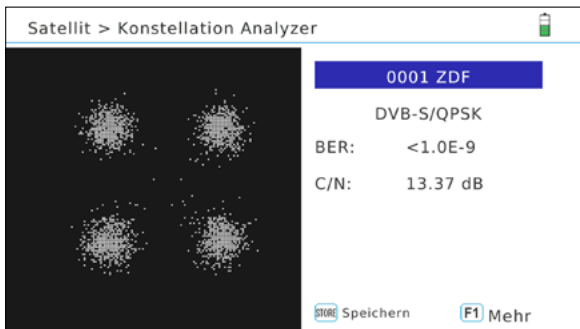 Satellit > Konstellation Analyzer
0001 ZDF
DVB-S/QPSK
BER: <1.0E-9
C/N: 13.37 dB
STORE Speichern F1 Mehr